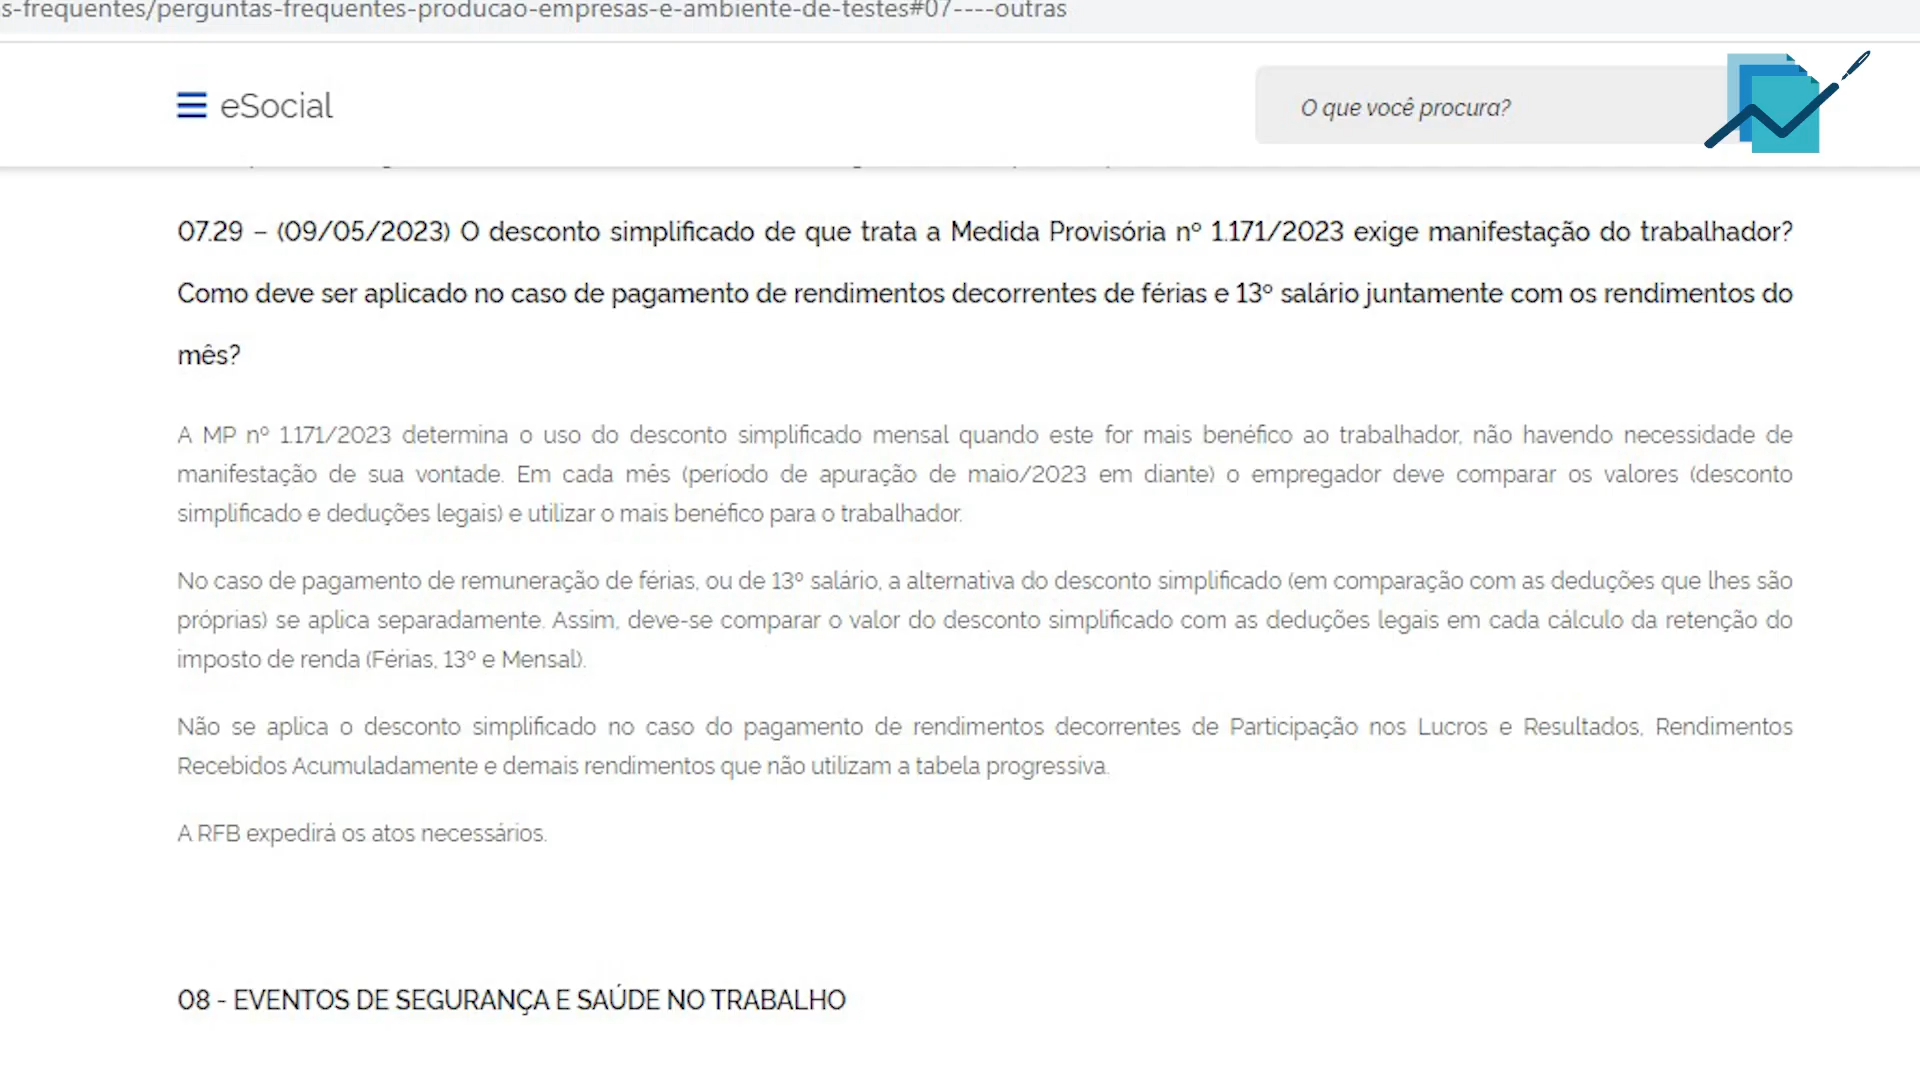 s-frequentes/perguntas-frequentes-producao-empresas-e-ambiente-de-testes#07----outras
eSocial
O que você procura?
07.29 – (09/05/2023) O desconto simplificado de que trata a Medida Provisória nº 1.171/2023 exige manifestação do trabalhador?
Como deve ser aplicado no caso de pagamento de rendimentos decorrentes de férias e 13º salário juntamente com os rendimentos do
mês?
A MP nº 1.171/2023 determina o uso do desconto simplificado mensal quando este for mais benéfico ao trabalhador, não havendo necessidade de
manifestação de sua vontade. Em cada mês (período de apuração de maio/2023 em diante) o empregador deve comparar os valores (desconto
simplificado e deduções legais) e utilizar o mais benéfico para o trabalhador.
No caso de pagamento de remuneração de férias, ou de 13º salário, a alternativa do desconto simplificado (em comparação com as deduções que lhes são
próprias) se aplica separadamente. Assim, deve-se comparar o valor do desconto simplificado com as deduções legais em cada cálculo da retenção do
imposto de renda (Férias, 13º e Mensal).
Não se aplica o desconto simplificado no caso do pagamento de rendimentos decorrentes de Participação nos Lucros e Resultados, Rendimentos
Recebidos Acumuladamente e demais rendimentos que não utilizam a tabela progressiva.
A RFB expedirá os atos necessários.
08 - EVENTOS DE SEGURANÇA E SAÚDE NO TRABALHO